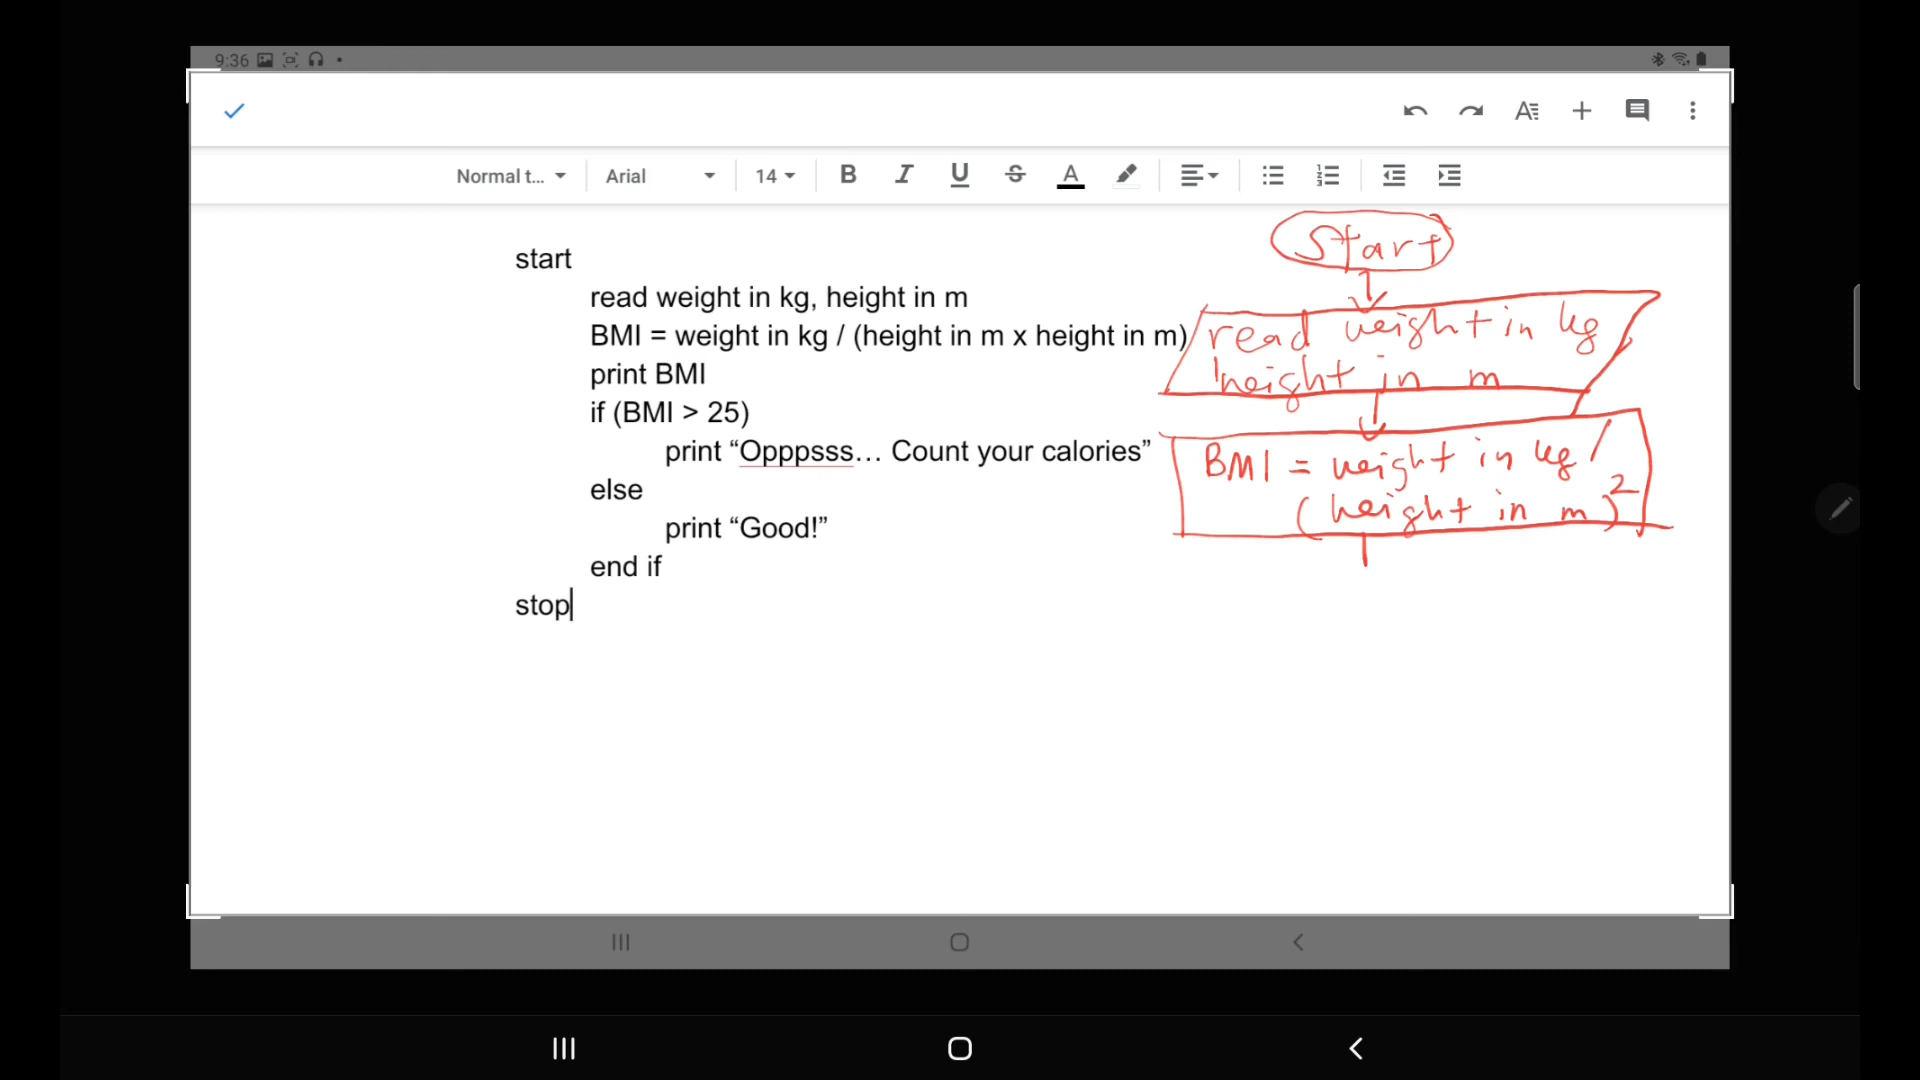 9:36
Normal t... Arial 14 B I U S A
start
read weight in kg, height in m
BMI = weight in kg / (height in m x height in m)
print BMI
if (BMI > 25)
print “Opppsss… Count your calories”
else
print “Good!”
end if
stop
Start
read weight in kg
height in m
BMI = weight in kg /
(height in m)²